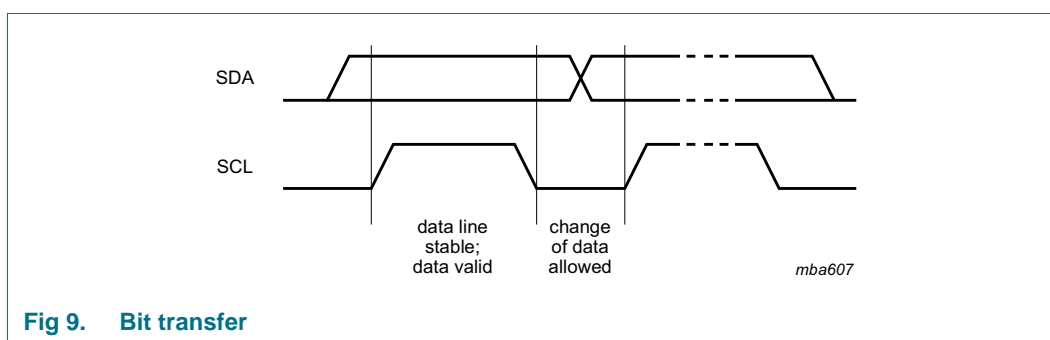 SDA
SCL
data line
stable;
data valid
change
of data
allowed
mba607
Fig 9. Bit transfer